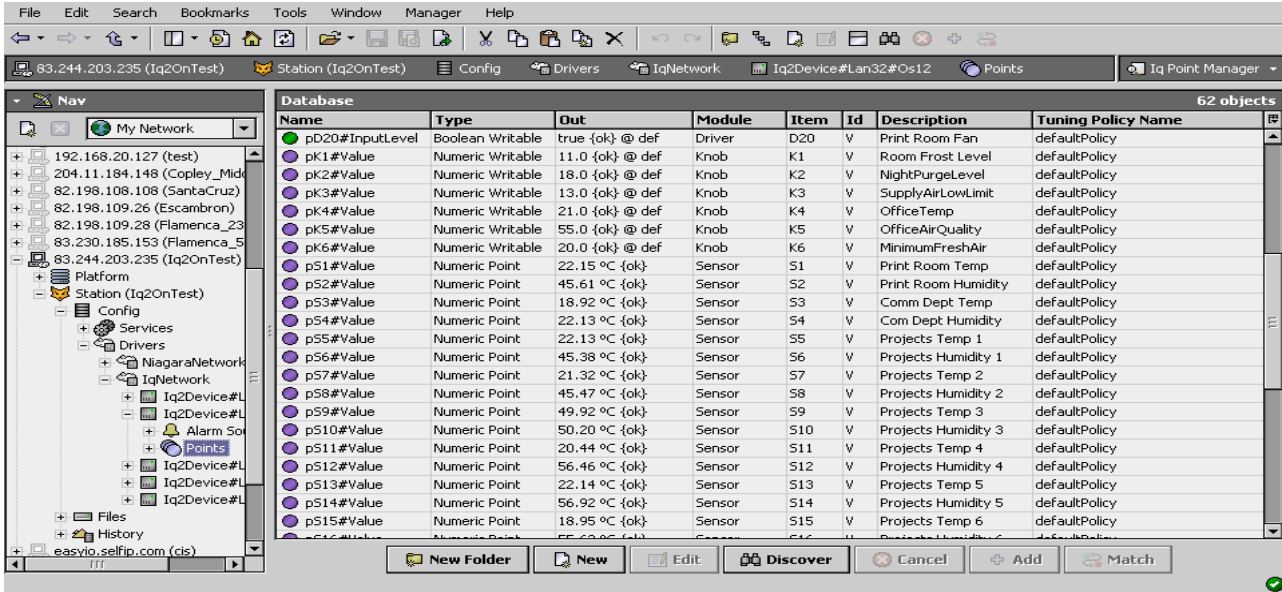 File Edit Search Bookmarks Tools Window Manager Help
83.244.203.235 (Iq2OnTest) Station (Iq2OnTest) Config Drivers IqNetwork Iq2Device#Lan32#Os12 Points Iq Point Manager
Nav
My Network
192.168.20.127 (test)
204.11.184.148 (Copley_Mid
82.198.108.108 (SantaCruz)
82.198.109.26 (Escambron)
82.198.109.28 (Flamenca_23
83.230.185.153 (Flamenca_5
83.244.203.235 (Iq2OnTest)
Platform
Station (Iq2OnTest)
Config
Services
Drivers
NiagaraNetwork
IqNetwork
Iq2Device#L
Iq2Device#L
Alarm Sou
Points
Iq2Device#L
Iq2Device#L
Iq2Device#L
Files
History
easyio.selfip.com (cis)
Database 62 objects
Name Type Out Module Item Id Description Tuning Policy Name
pD20#InputLevel Boolean Writable true {ok} @ def Driver D20 V Print Room Fan defaultPolicy
pK1#Value Numeric Writable 11.0 {ok} @ def Knob K1 V Room Frost Level defaultPolicy
pK2#Value Numeric Writable 18.0 {ok} @ def Knob K2 V NightPurgeLevel defaultPolicy
pK3#Value Numeric Writable 13.0 {ok} @ def Knob K3 V SupplyAirLowLimit defaultPolicy
pK4#Value Numeric Writable 21.0 {ok} @ def Knob K4 V OfficeTemp defaultPolicy
pK5#Value Numeric Writable 55.0 {ok} @ def Knob K5 V OfficeAirQuality defaultPolicy
pK6#Value Numeric Writable 20.0 {ok} @ def Knob K6 V MinimumFreshAir defaultPolicy
pS1#Value Numeric Point 22.15 ºC {ok} Sensor S1 V Print Room Temp defaultPolicy
pS2#Value Numeric Point 45.61 ºC {ok} Sensor S2 V Print Room Humidity defaultPolicy
pS3#Value Numeric Point 18.92 ºC {ok} Sensor S3 V Comm Dept Temp defaultPolicy
pS4#Value Numeric Point 22.13 ºC {ok} Sensor S4 V Com Dept Humidity defaultPolicy
pS5#Value Numeric Point 22.13 ºC {ok} Sensor S5 V Projects Temp 1 defaultPolicy
pS6#Value Numeric Point 45.38 ºC {ok} Sensor S6 V Projects Humidity 1 defaultPolicy
pS7#Value Numeric Point 21.32 ºC {ok} Sensor S7 V Projects Temp 2 defaultPolicy
pS8#Value Numeric Point 45.47 ºC {ok} Sensor S8 V Projects Humidity 2 defaultPolicy
pS9#Value Numeric Point 49.92 ºC {ok} Sensor S9 V Projects Temp 3 defaultPolicy
pS10#Value Numeric Point 50.20 ºC {ok} Sensor S10 V Projects Humidity 3 defaultPolicy
pS11#Value Numeric Point 20.44 ºC {ok} Sensor S11 V Projects Temp 4 defaultPolicy
pS12#Value Numeric Point 56.46 ºC {ok} Sensor S12 V Projects Humidity 4 defaultPolicy
pS13#Value Numeric Point 22.14 ºC {ok} Sensor S13 V Projects Temp 5 defaultPolicy
pS14#Value Numeric Point 56.92 ºC {ok} Sensor S14 V Projects Humidity 5 defaultPolicy
pS15#Value Numeric Point 18.95 ºC {ok} Sensor S15 V Projects Temp 6 defaultPolicy
New Folder New Edit Discover Cancel Add Match